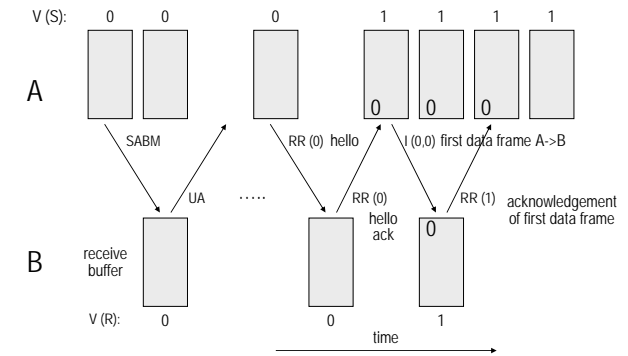 V (S): 0 0 0 1 1 1 1
A
0 0 0
SABM
RR (0) hello
I (0,0) first data frame A->B
UA
.....
RR (0)
hello
ack
RR (1)
acknowledgement
of first data frame
B
receive
buffer
0
V (R): 0 0 1
time